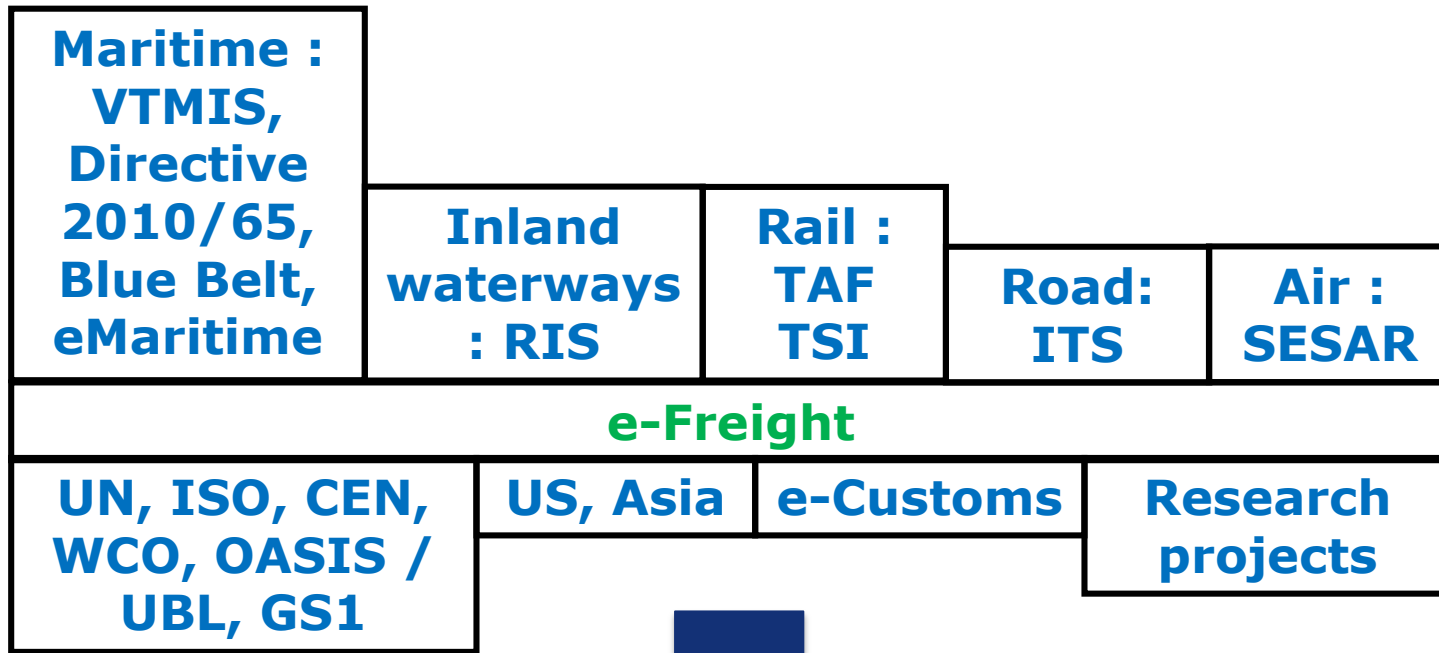 Maritime :
VTMIS,
Directive
2010/65,
Blue Belt,
eMaritime
Inland
waterways
: RIS
Rail :
TAF
TSI
Road:
ITS
Air :
SESAR
e-Freight
UN, ISO, CEN,
WCO, OASIS /
UBL, GS1
US, Asia
e-Customs
Research
projects